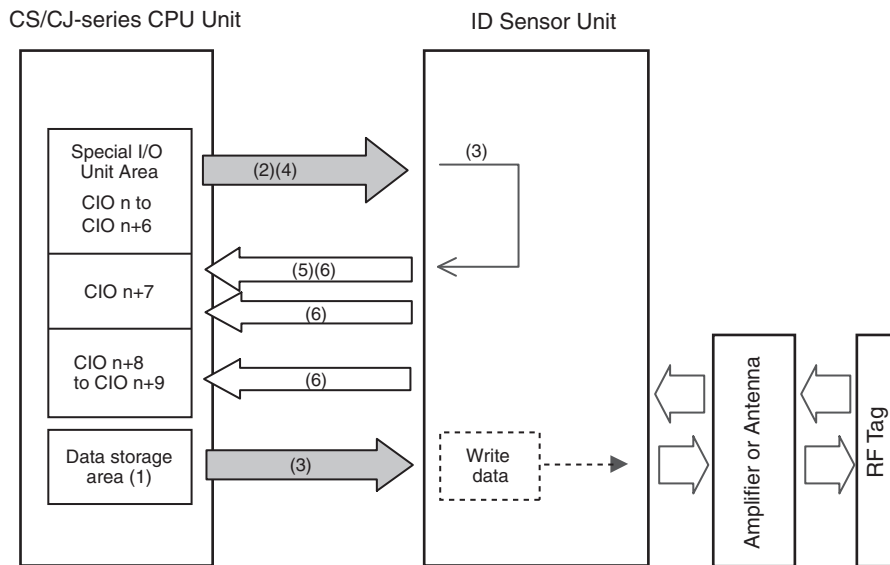 CS/CJ-series CPU Unit
ID Sensor Unit
Special I/O
Unit Area
CIO n to
CIO n+6
(2)(4)
(3)
CIO n+7
(5)(6)
(6)
CIO n+8
to CIO n+9
(6)
Data storage
area (1)
(3)
Write
data
Amplifier or Antenna
RF Tag